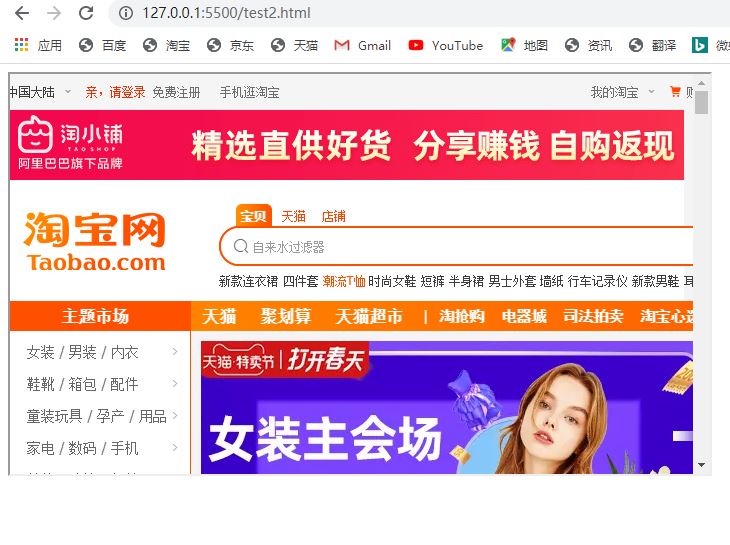 127.0.0.1:5500/test2.html
应用 百度 淘宝 京东 天猫 Gmail YouTube 地图 资讯 翻译
中国大陆 亲，请登录 免费注册 手机逛淘宝 我的淘宝
淘小铺
TAO SHOP
阿里巴巴旗下品牌
精选直供好货 分享赚钱 自购返现
宝贝 天猫 店铺
淘宝网
Taobao.com
自来水过滤器
新款连衣裙 四件套 潮流T恤 时尚女鞋 短裤 半身裙 男士外套 墙纸 行车记录仪 新款男鞋
主题市场 天猫 聚划算 天猫超市 | 淘抢购 电器城 司法拍卖 淘宝心选
女装 / 男装 / 内衣
鞋靴 / 箱包 / 配件
童装玩具 / 孕产 / 用品
家电 / 数码 / 手机
天猫·特卖节 打开春天
女装主会场